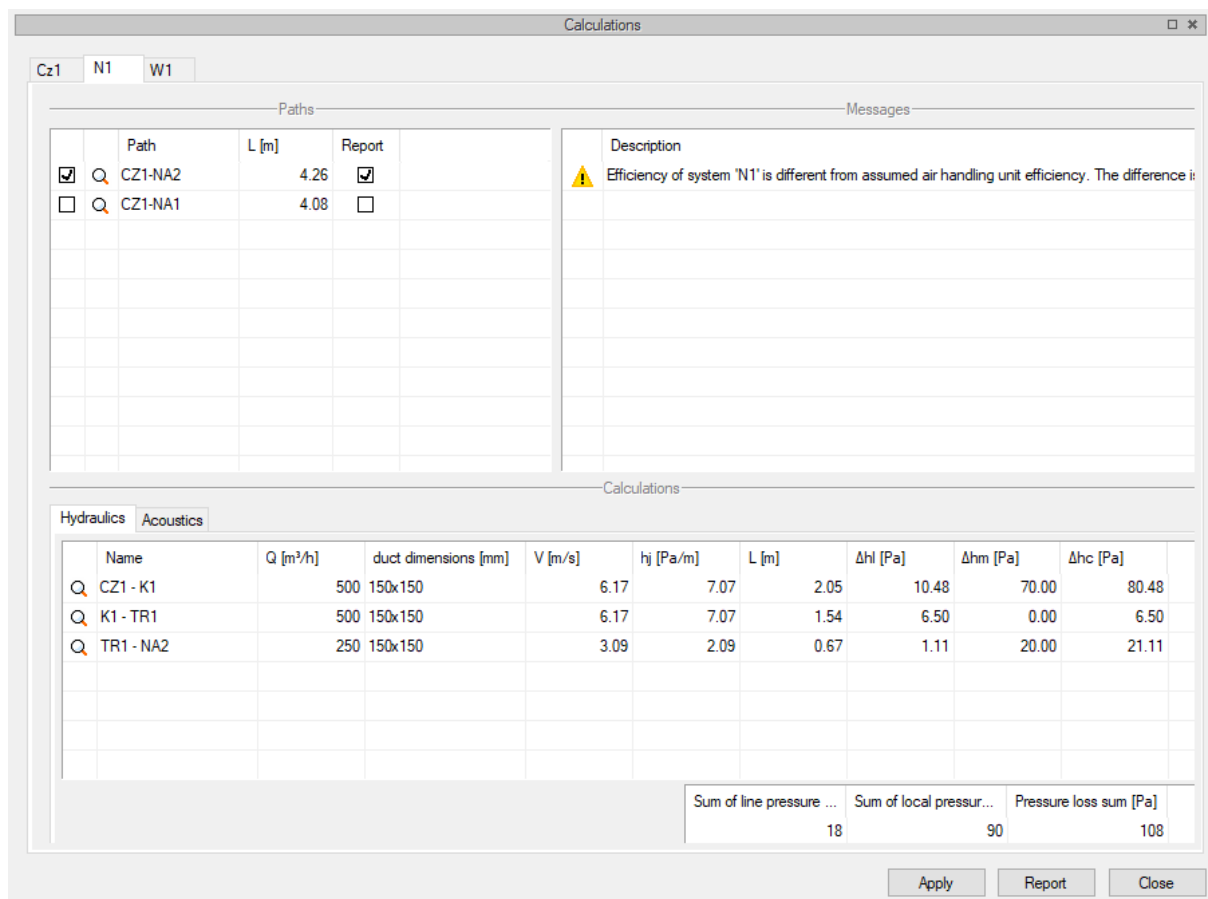 Calculations
Cz1 N1 W1
Paths
Path L [m] Report
CZ1-NA2 4.26
CZ1-NA1 4.08
Messages
Description
Efficiency of system 'N1' is different from assumed air handling unit efficiency. The difference is
Calculations
Hydraulics Acoustics
Name Q [m³/h] duct dimensions [mm] V [m/s] hj [Pa/m] L [m] Δhl [Pa] Δhm [Pa] Δhc [Pa]
CZ1 - K1 500 150x150 6.17 7.07 2.05 10.48 70.00 80.48
K1 - TR1 500 150x150 6.17 7.07 1.54 6.50 0.00 6.50
TR1 - NA2 250 150x150 3.09 2.09 0.67 1.11 20.00 21.11
Sum of line pressure ... Sum of local pressur... Pressure loss sum [Pa]
18 90 108
Apply Report Close